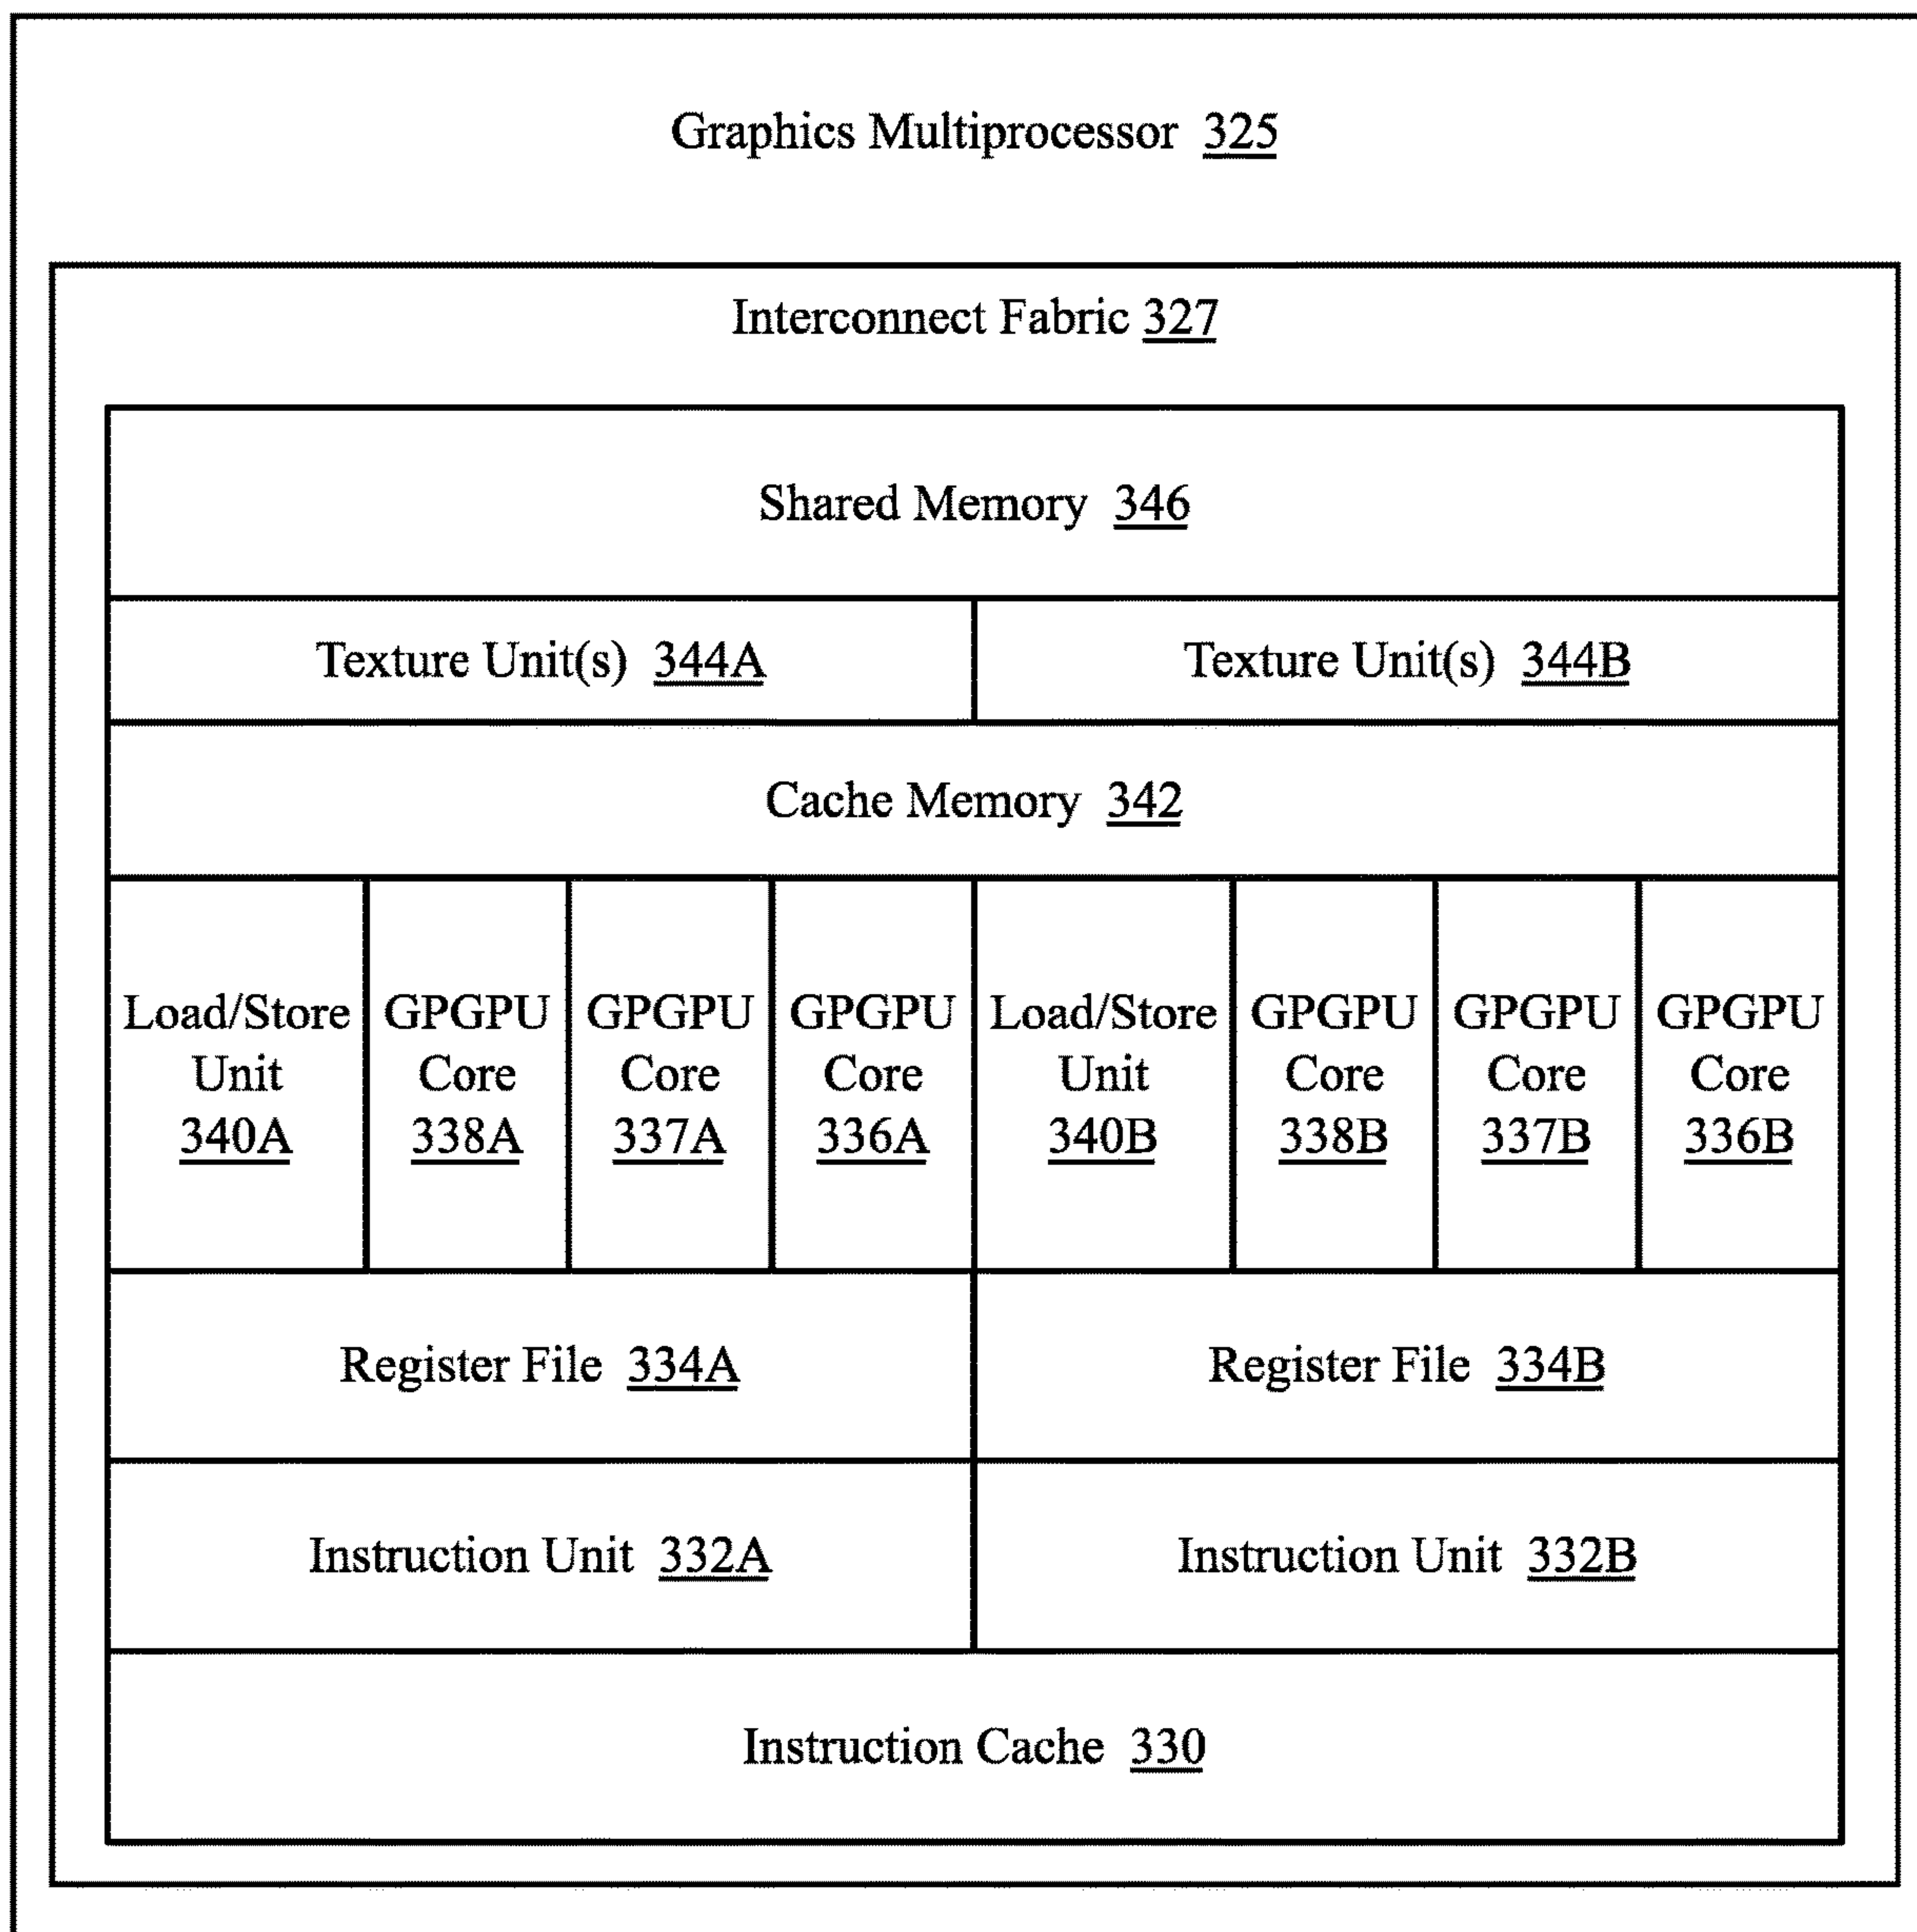 Graphics Multiprocessor 325
Interconnect Fabric 327
Shared Memory 346
Texture Unit(s) 344A
Texture Unit(s) 344B
Cache Memory 342
Load/Store
Unit
340A
GPGPU
Core
338A
GPGPU
Core
337A
GPGPU
Core
336A
Load/Store
Unit
340B
GPGPU
Core
338B
GPGPU
Core
337B
GPGPU
Core
336B
Register File 334A
Register File 334B
Instruction Unit 332A
Instruction Unit 332B
Instruction Cache 330